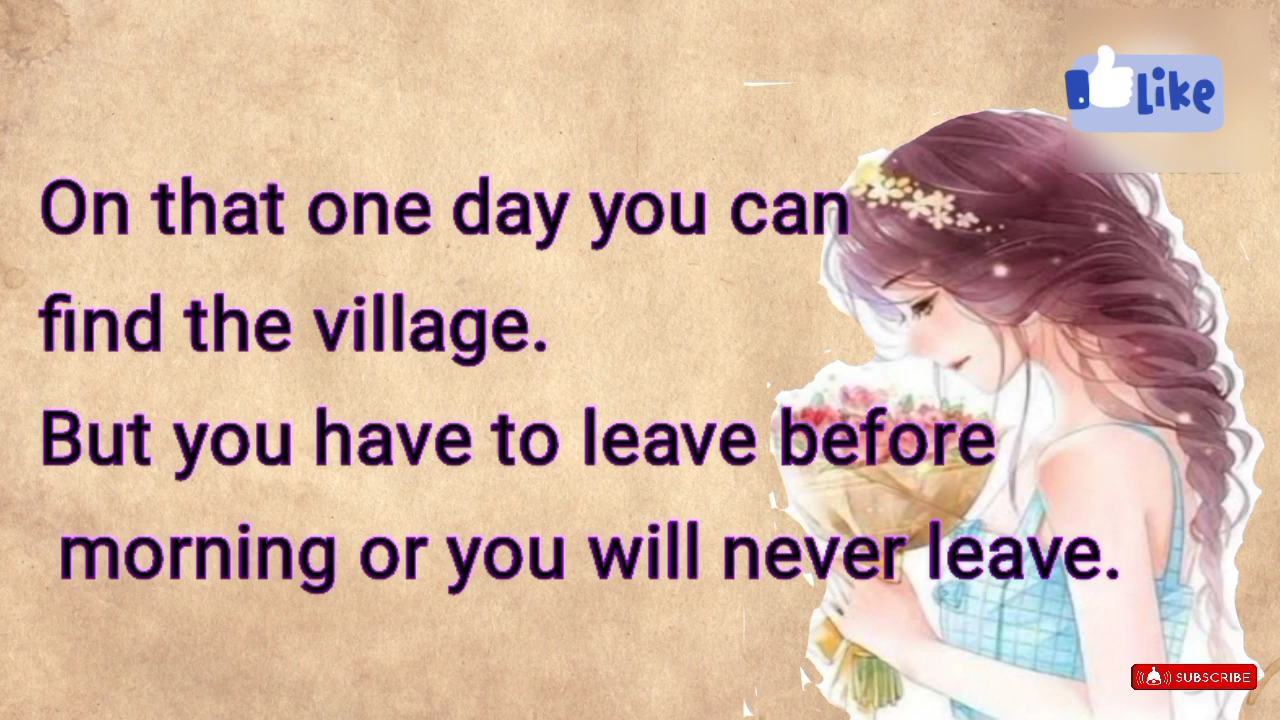 Like
On that one day you can
find the village.
But you have to leave before
morning or you will never leave.
SUBSCRIBE